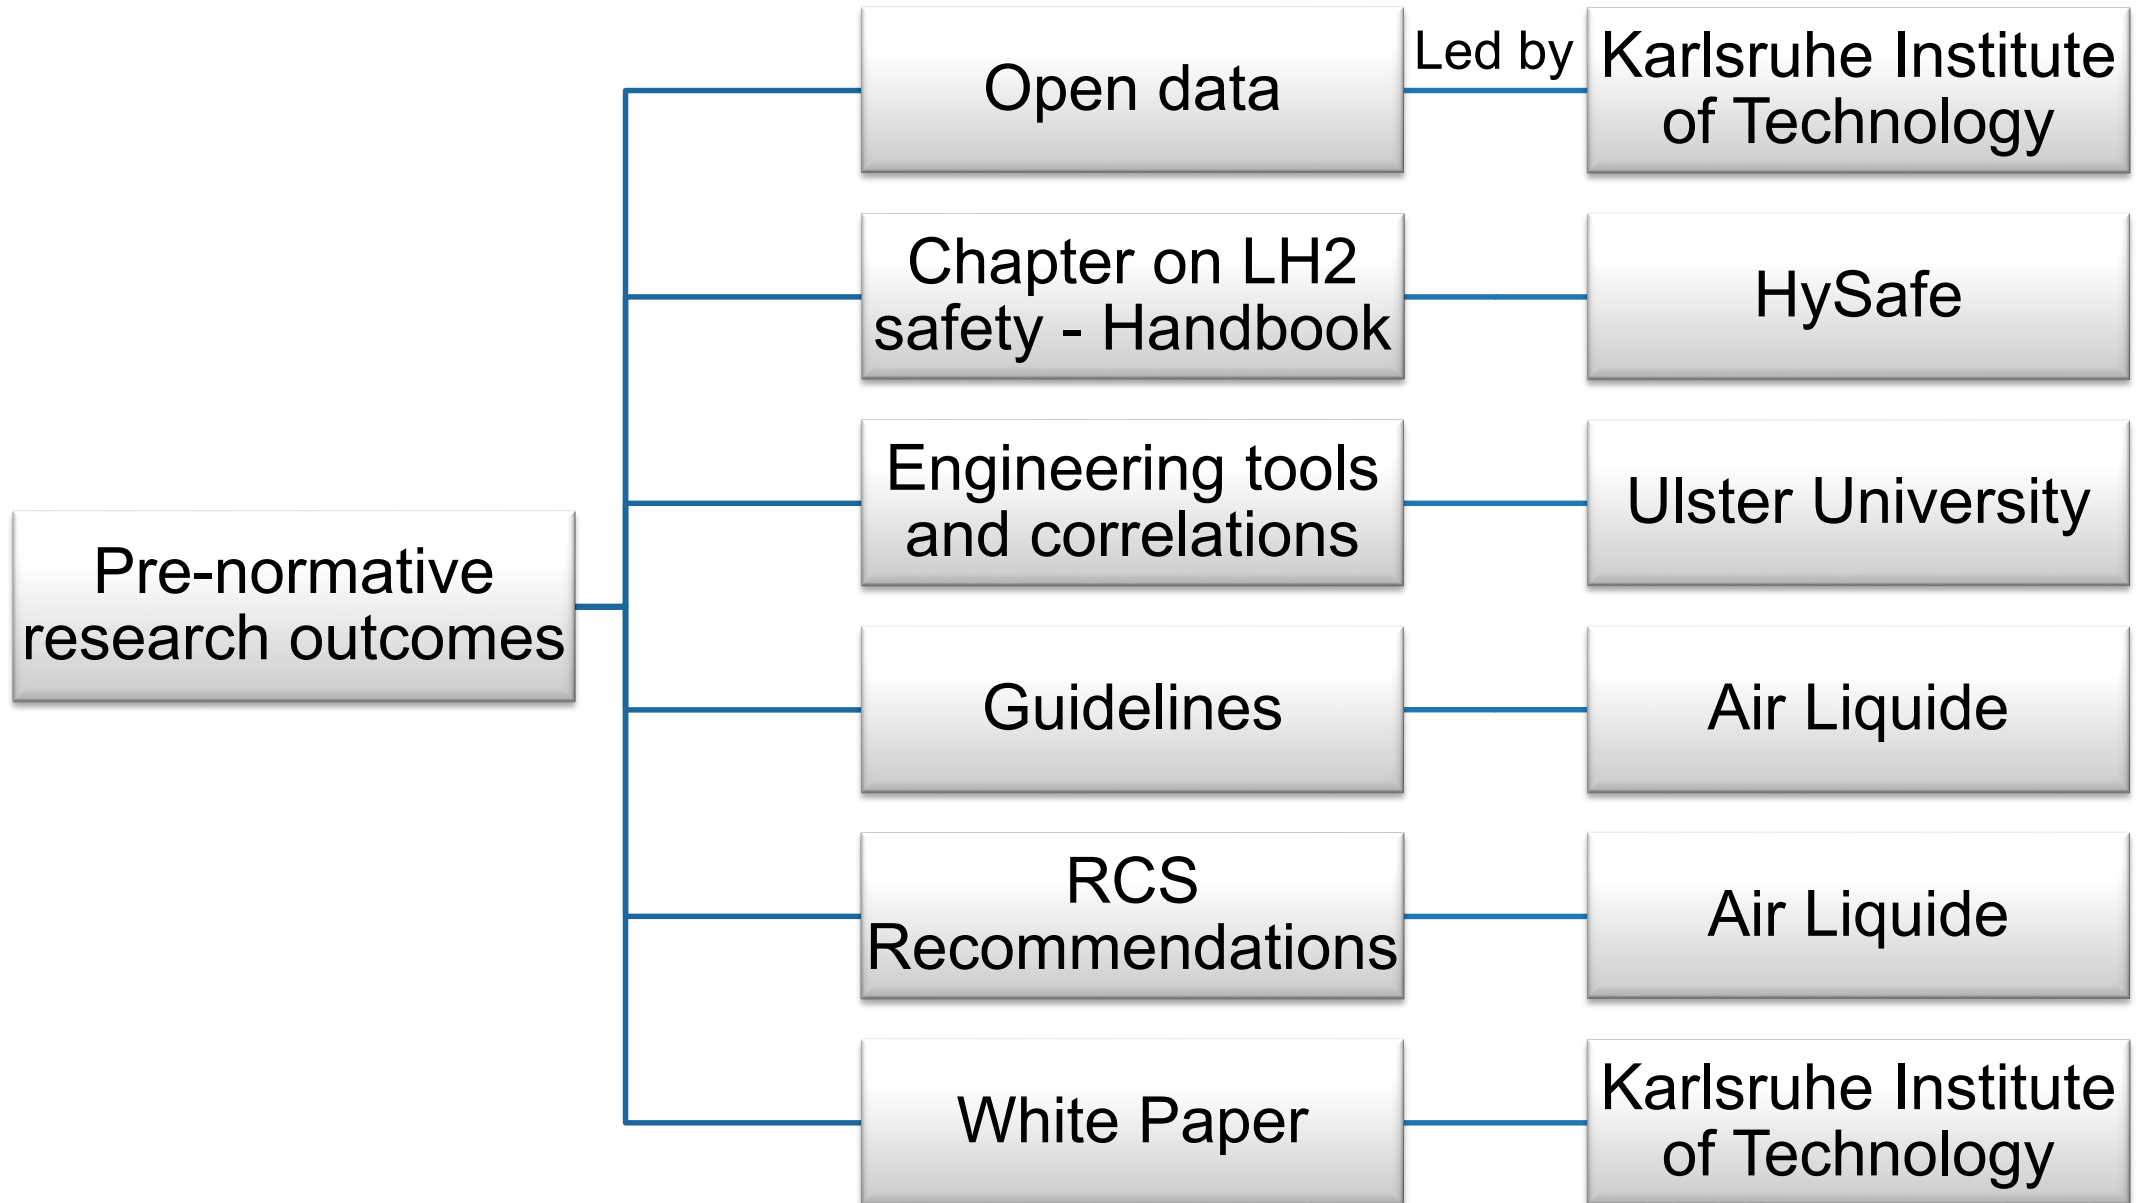 Open data
Led by
Karlsruhe Institute
of Technology
Chapter on LH2
safety - Handbook
HySafe
Engineering tools
and correlations
Ulster University
Pre-normative
research outcomes
Guidelines
Air Liquide
RCS
Recommendations
Air Liquide
White Paper
Karlsruhe Institute
of Technology